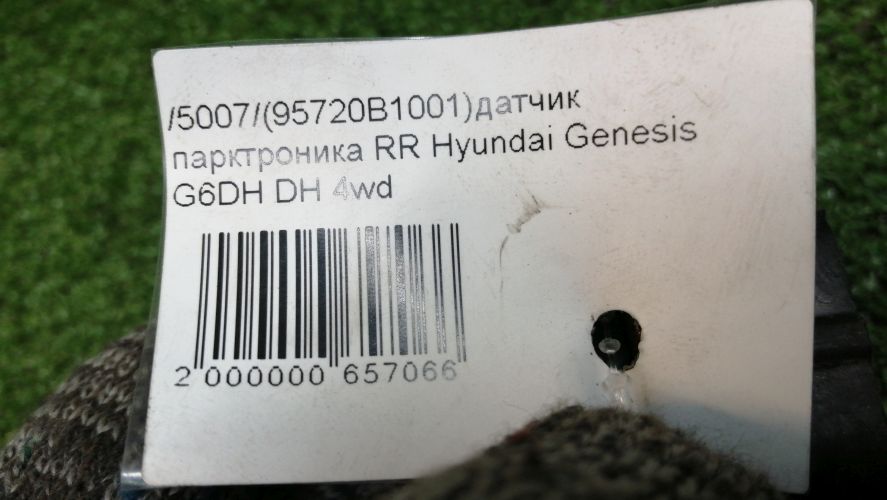 /5007/(95720B1001)датчик
парктроника RR Hyundai Genesis
G6DH DH 4wd
2 000000 657066